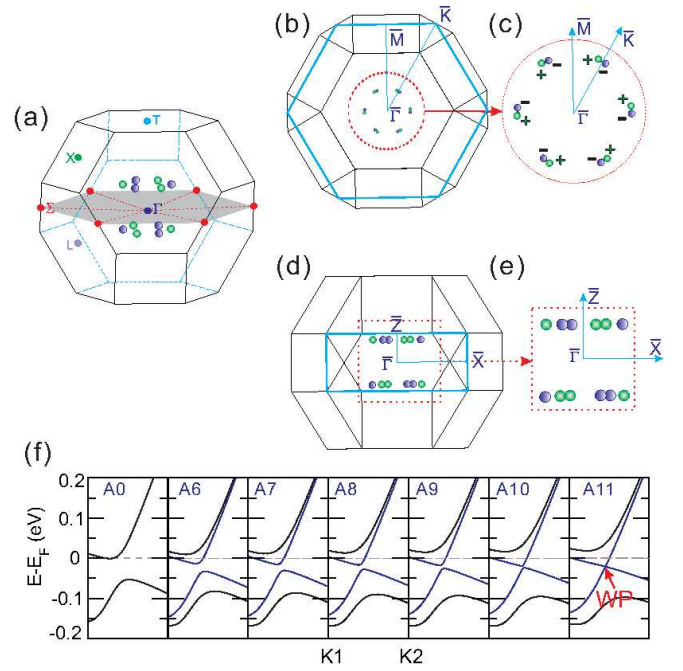 (a)
T
X
Σ
Γ
L
(b)
K̅
M̅
Γ̅
(c)
M̅
K̅
Γ̅
+ -
+ -
- +
- +
- +
+ -
(d)
Z̅
Γ̅
X̅
(e)
Z̅
Γ̅
X̅
(f)
E-E_F (eV)
0.2
0.1
0
-0.1
-0.2
A0
A6
A7
A8
A9
A10
A11
WP
K1
K2